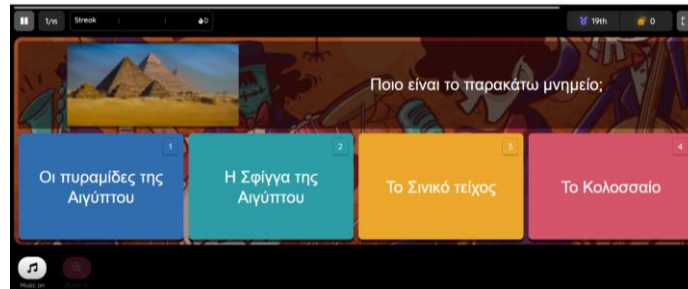 1/15
Streak
0
19th
0
Ποιο είναι το παρακάτω μνημείο;
1
Οι πυραμίδες της
Αιγύπτου
2
Η Σφίγγα της
Αιγύπτου
3
Το Σινικό τείχος
4
Το Κολοσσαίο
Music on